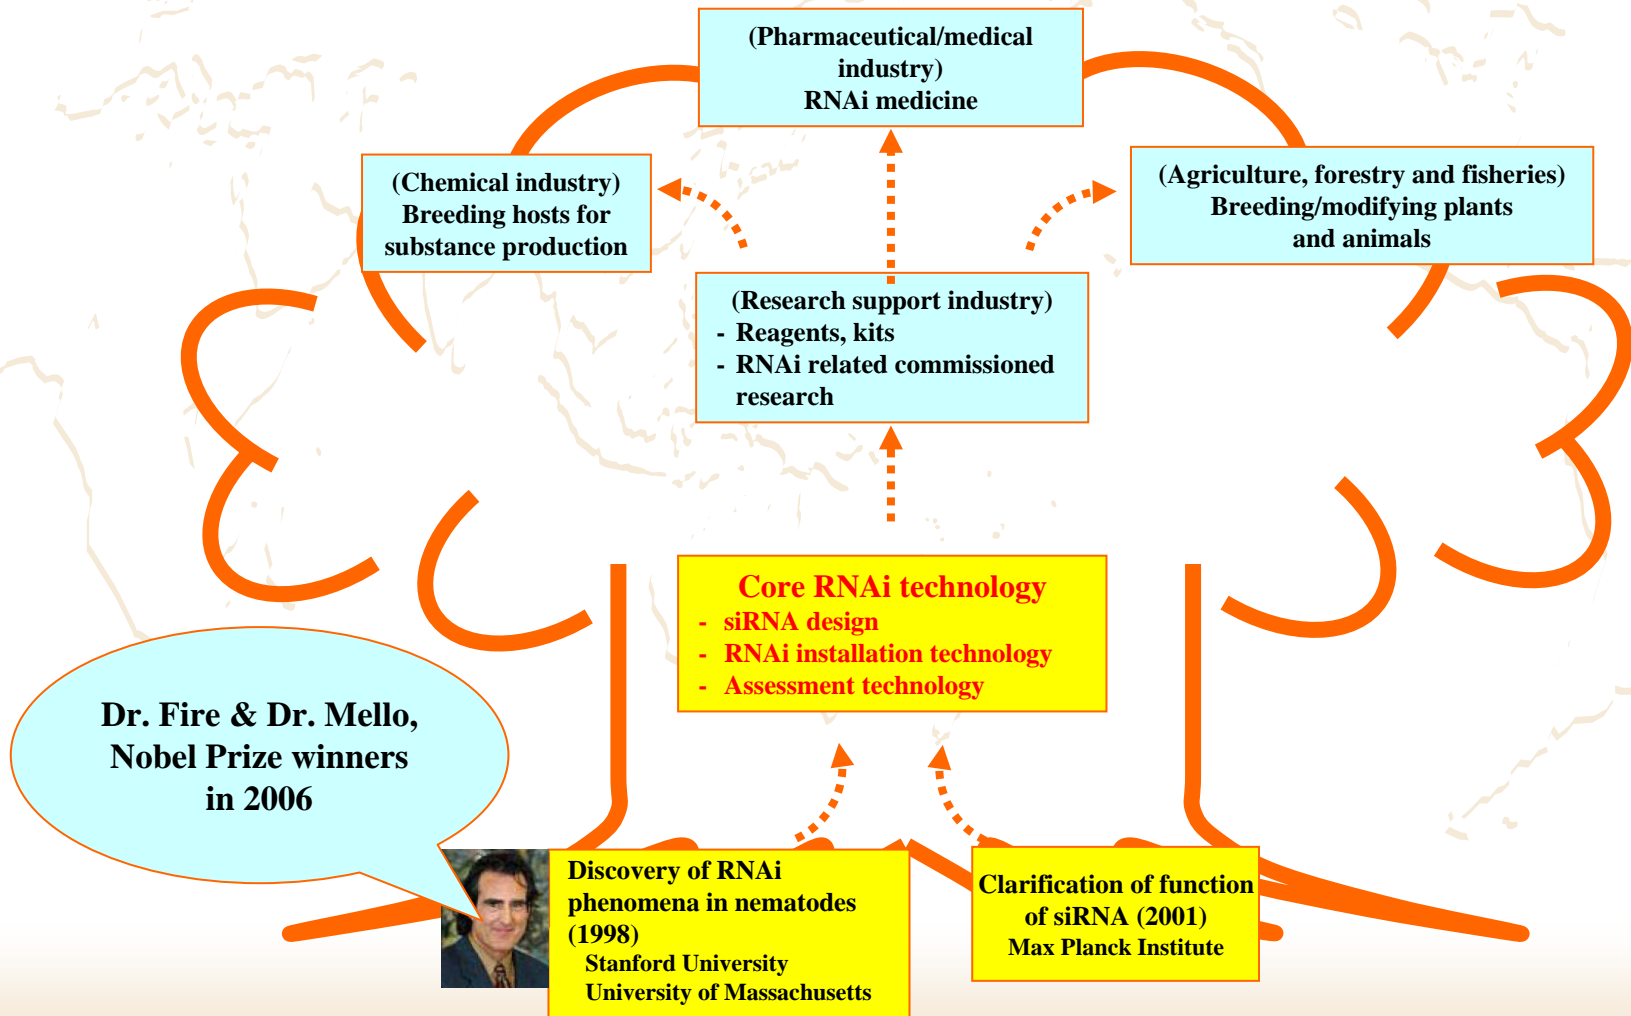 (Pharmaceutical/medical
industry)
RNAi medicine
(Chemical industry)
Breeding hosts for
substance production
(Agriculture, forestry and fisheries)
Breeding/modifying plants
and animals
(Research support industry)
- Reagents, kits
- RNAi related commissioned
research
Core RNAi technology
- siRNA design
- RNAi installation technology
- Assessment technology
Dr. Fire & Dr. Mello,
Nobel Prize winners
in 2006
Discovery of RNAi
phenomena in nematodes
(1998)
Stanford University
University of Massachusetts
Clarification of function
of siRNA (2001)
Max Planck Institute